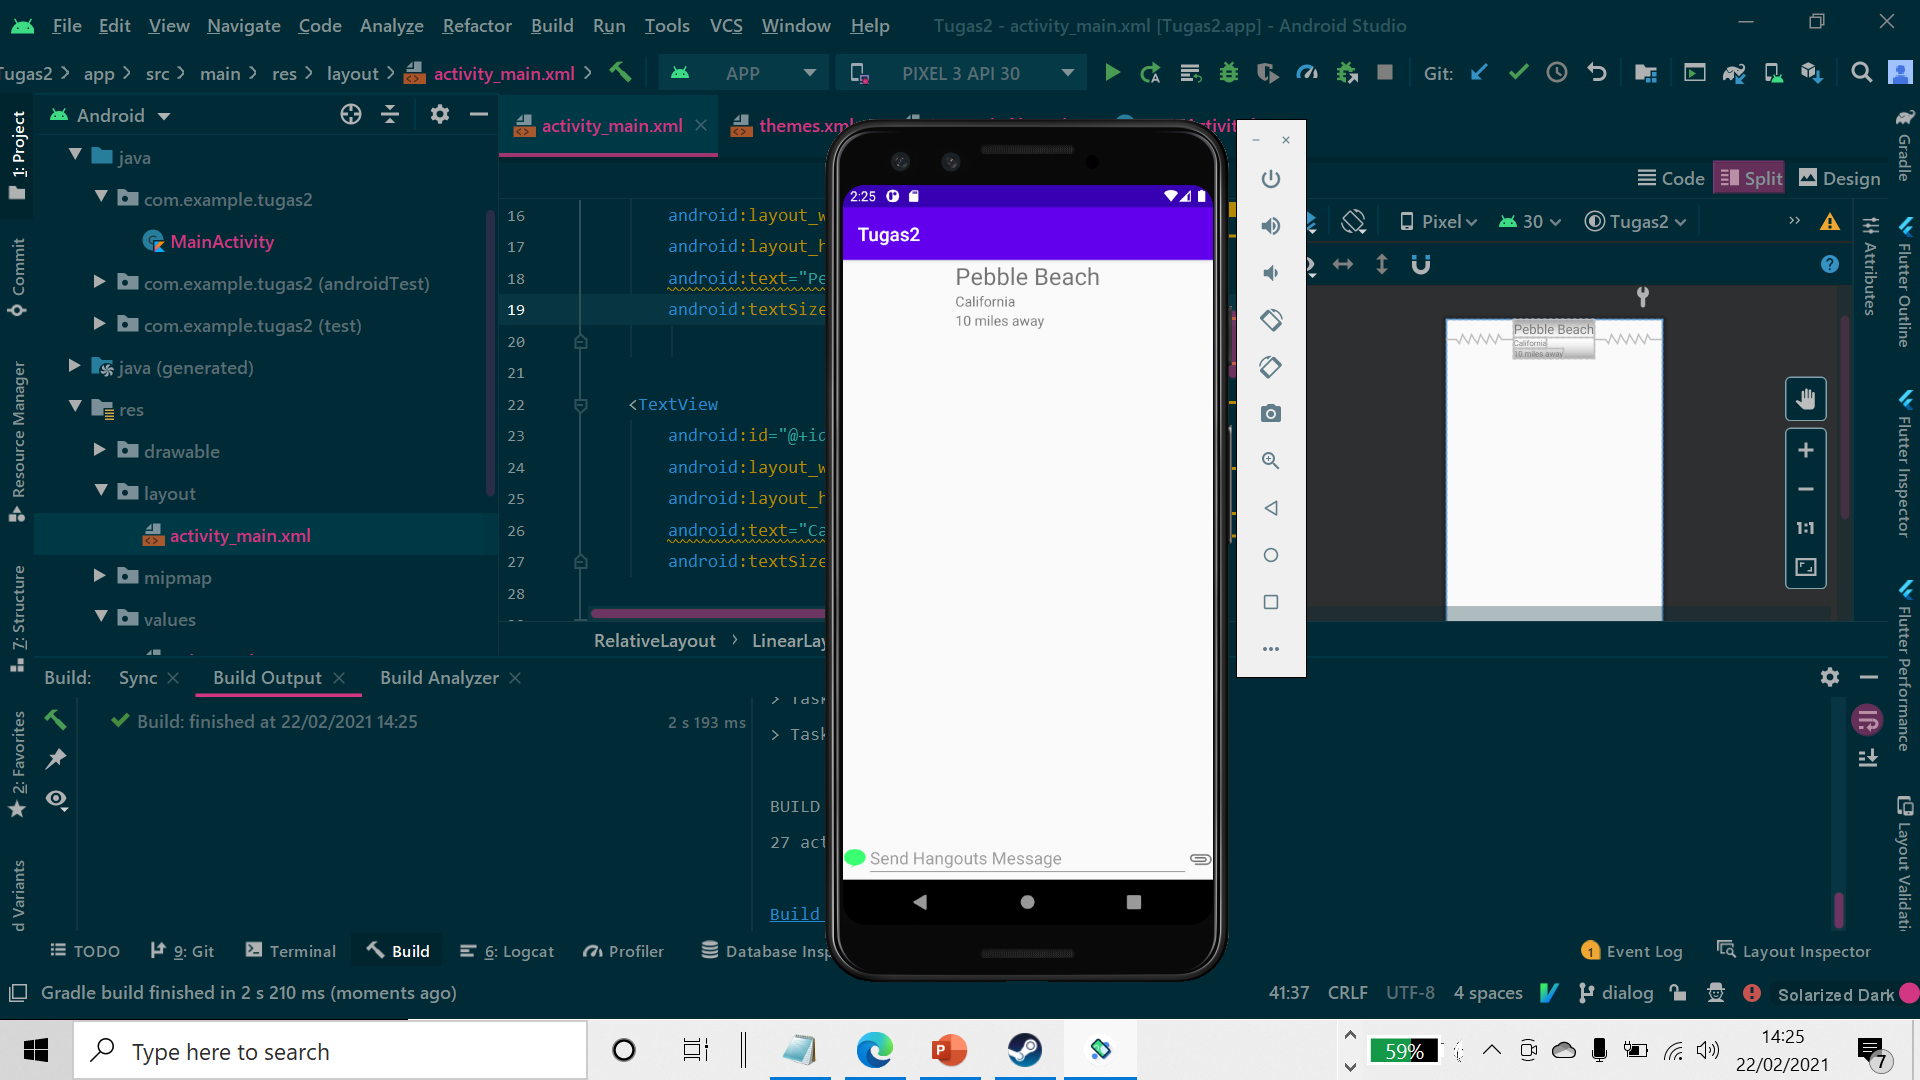 File Edit View Navigate Code Analyze Refactor Build Run Tools VCS Window Help Tugas2 - activity_main.xml [Tugas2.app] - Android Studio
Tugas2 app src main res layout activity_main.xml APP PIXEL 3 API 30 Git:
Android
activity_main.xml themes.xml
1: Project
Commit
Resource Manager
7: Structure
2: Favorites
d Variants
java
com.example.tugas2
MainActivity
com.example.tugas2 (androidTest)
com.example.tugas2 (test)
java (generated)
res
drawable
layout
activity_main.xml
mipmap
values
Code Split Design
Pixel 30 Tugas2
16 android:layout_w
17 android:layout_h
18 android:text="Pe
19 android:textSize
20
21
22 <TextView
23 android:id="@+id
24 android:layout_w
25 android:layout_h
26 android:text="Ca
27 android:textSize
28
RelativeLayout LinearLay
2:25
Tugas2
Pebble Beach
California
10 miles away
Send Hangouts Message
Pebble Beach
California
10 miles away
1:1
Gradle
Flutter Outline
Attributes
Flutter Inspector
Flutter Performance
Layout Validati
Build: Sync Build Output Build Analyzer
Build: finished at 22/02/2021 14:25 2 s 193 ms
> Task
> Task
BUILD
27 act
Build
TODO 9: Git Terminal Build 6: Logcat Profiler Database Insp 1 Event Log Layout Inspector
Gradle build finished in 2 s 210 ms (moments ago) 41:37 CRLF UTF-8 4 spaces dialog Solarized Dark
Type here to search 59% 14:25
22/02/2021 7